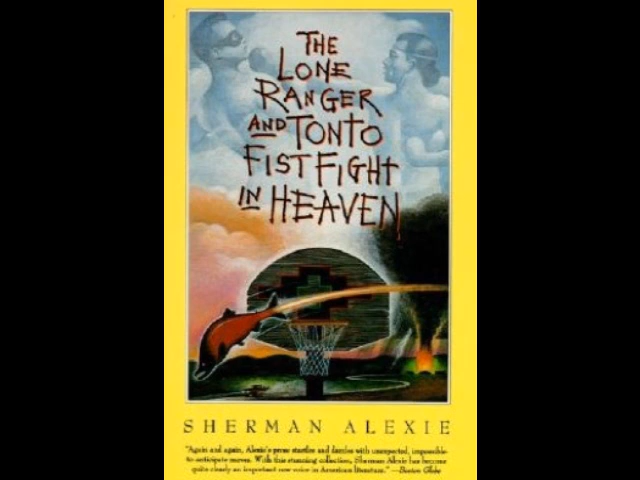 THE
LONE
RANGER
AND TONTO
FISTFIGHT
IN HEAVEN
SHERMAN ALEXIE
"Again and again, Alexie's prose startles and dazzles with unexpected, impossible-
to-anticipate moves. With this stunning collection, Sherman Alexie has become
quite clearly an important new voice in American literature." —Boston Globe